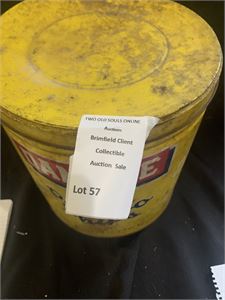 TWO OLD SOULS ONLINE
Auction
Brimfield Client
Collectible
Auction Sale
Lot 57